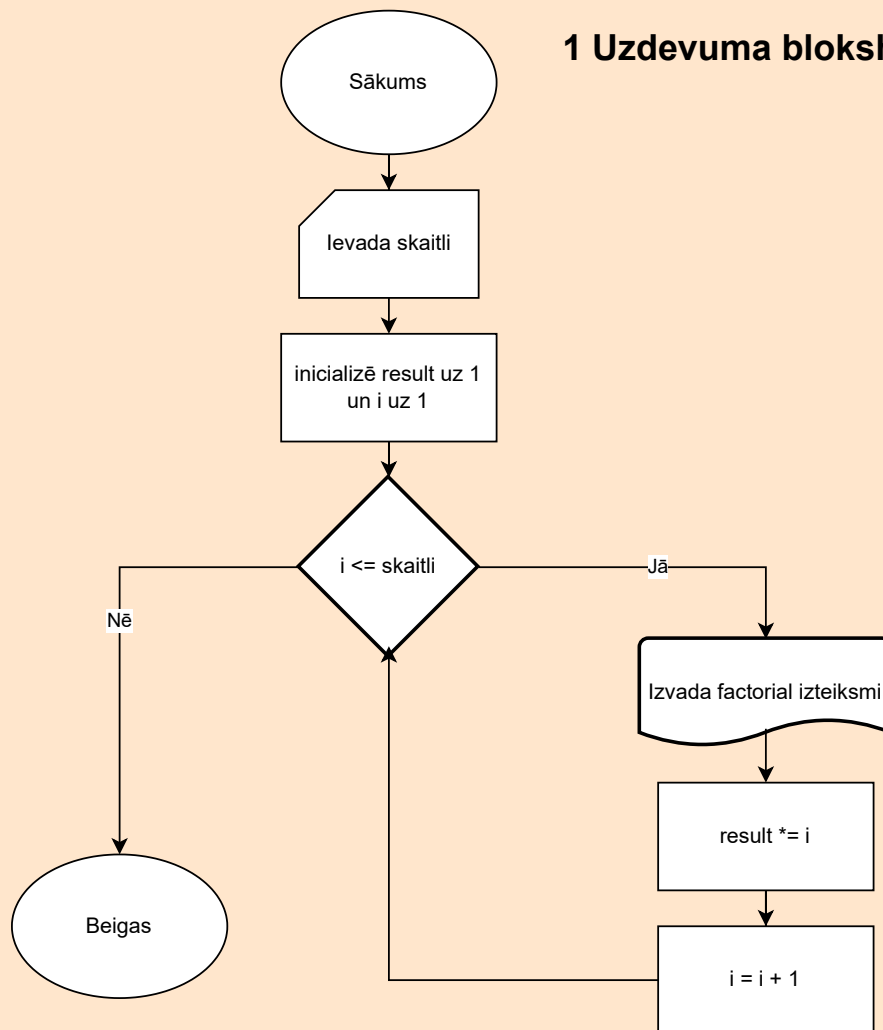 1 Uzdevuma bloksh
Sākums
Ievada skaitli
inicializē result uz 1
un i uz 1
i <= skaitli
Jā
Nē
Izvada factorial izteiksmi
result *= i
Beigas
i = i + 1